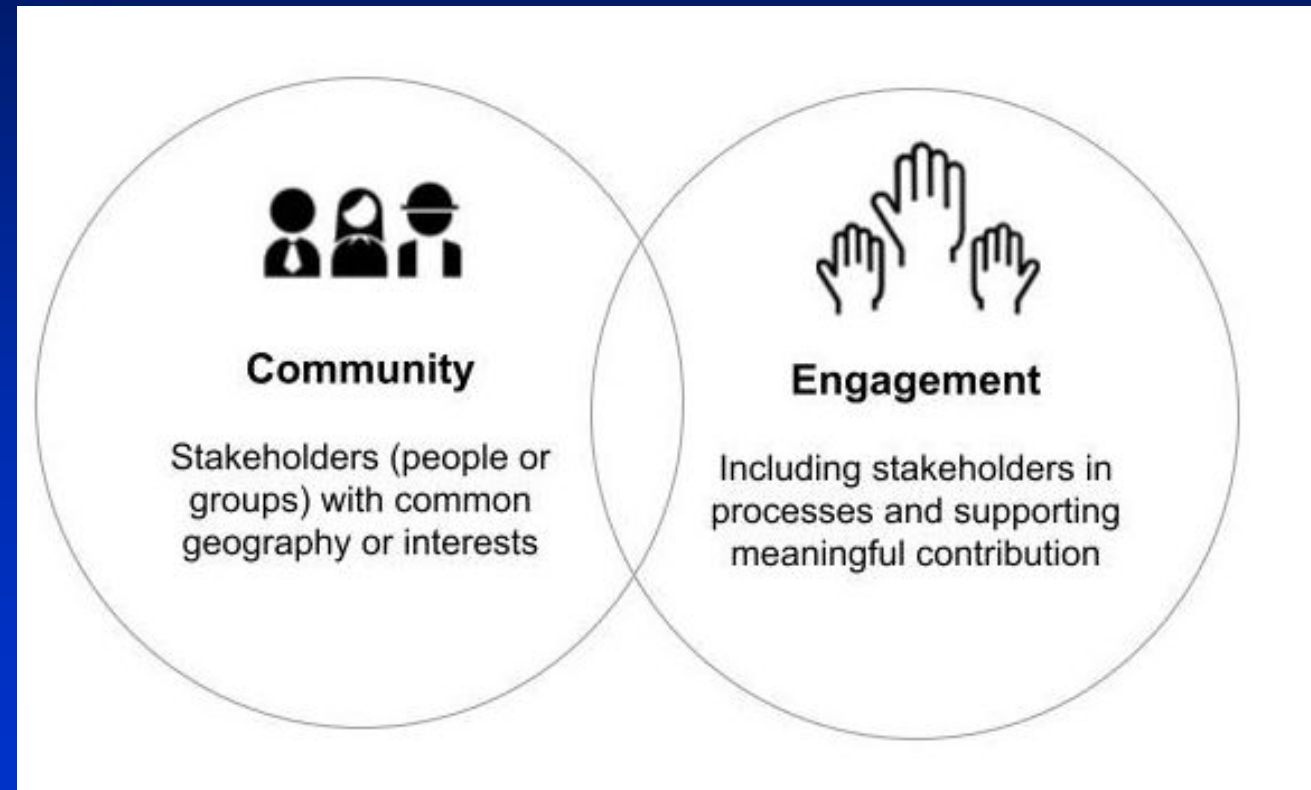 Community
Stakeholders (people or
groups) with common
geography or interests
Engagement
Including stakeholders in
processes and supporting
meaningful contribution